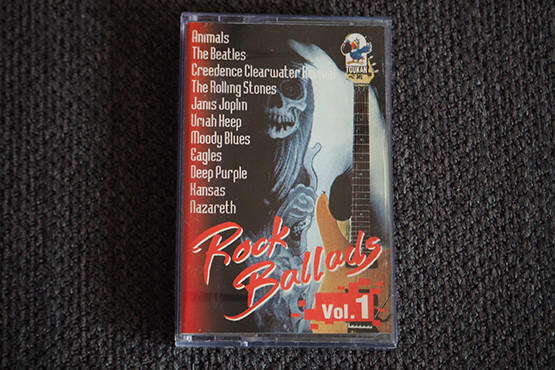 Animals
The Beatles
Creedence Clearwater Revival
The Rolling Stones
Janis Joplin
Uriah Heep
Moody Blues
Eagles
Deep Purple
Kansas
Nazareth
TOUKAN
Rock
Ballads
Vol.1